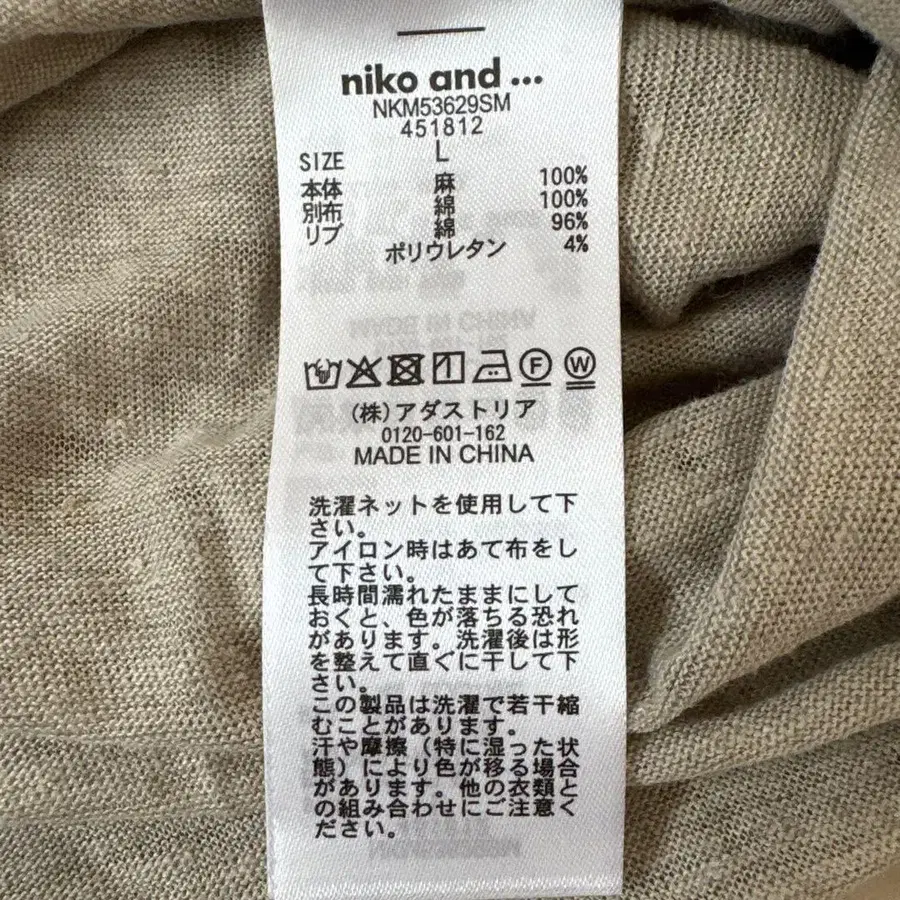 niko and ...
NKM53629SM
451812
SIZE L
本体 麻 100%
別布 綿 100%
リブ 綿 96%
ポリウレタン 4%
F W
(株)アダストリア
0120-601-162
MADE IN CHINA
洗濯ネットを使用して下
さい。
アイロン時はあて布をし
て下さい。
長時間濡れたままにして
おくと、色が落ちる恐れ
があります。洗濯後は形
を整えて直ぐに干して下
さい。
この製品は洗濯で若干縮
むことがあります。
汗や摩擦（特に湿った状
態）により色が移る場合
があります。他の衣類と
の組み合わせにご注意く
ださい。